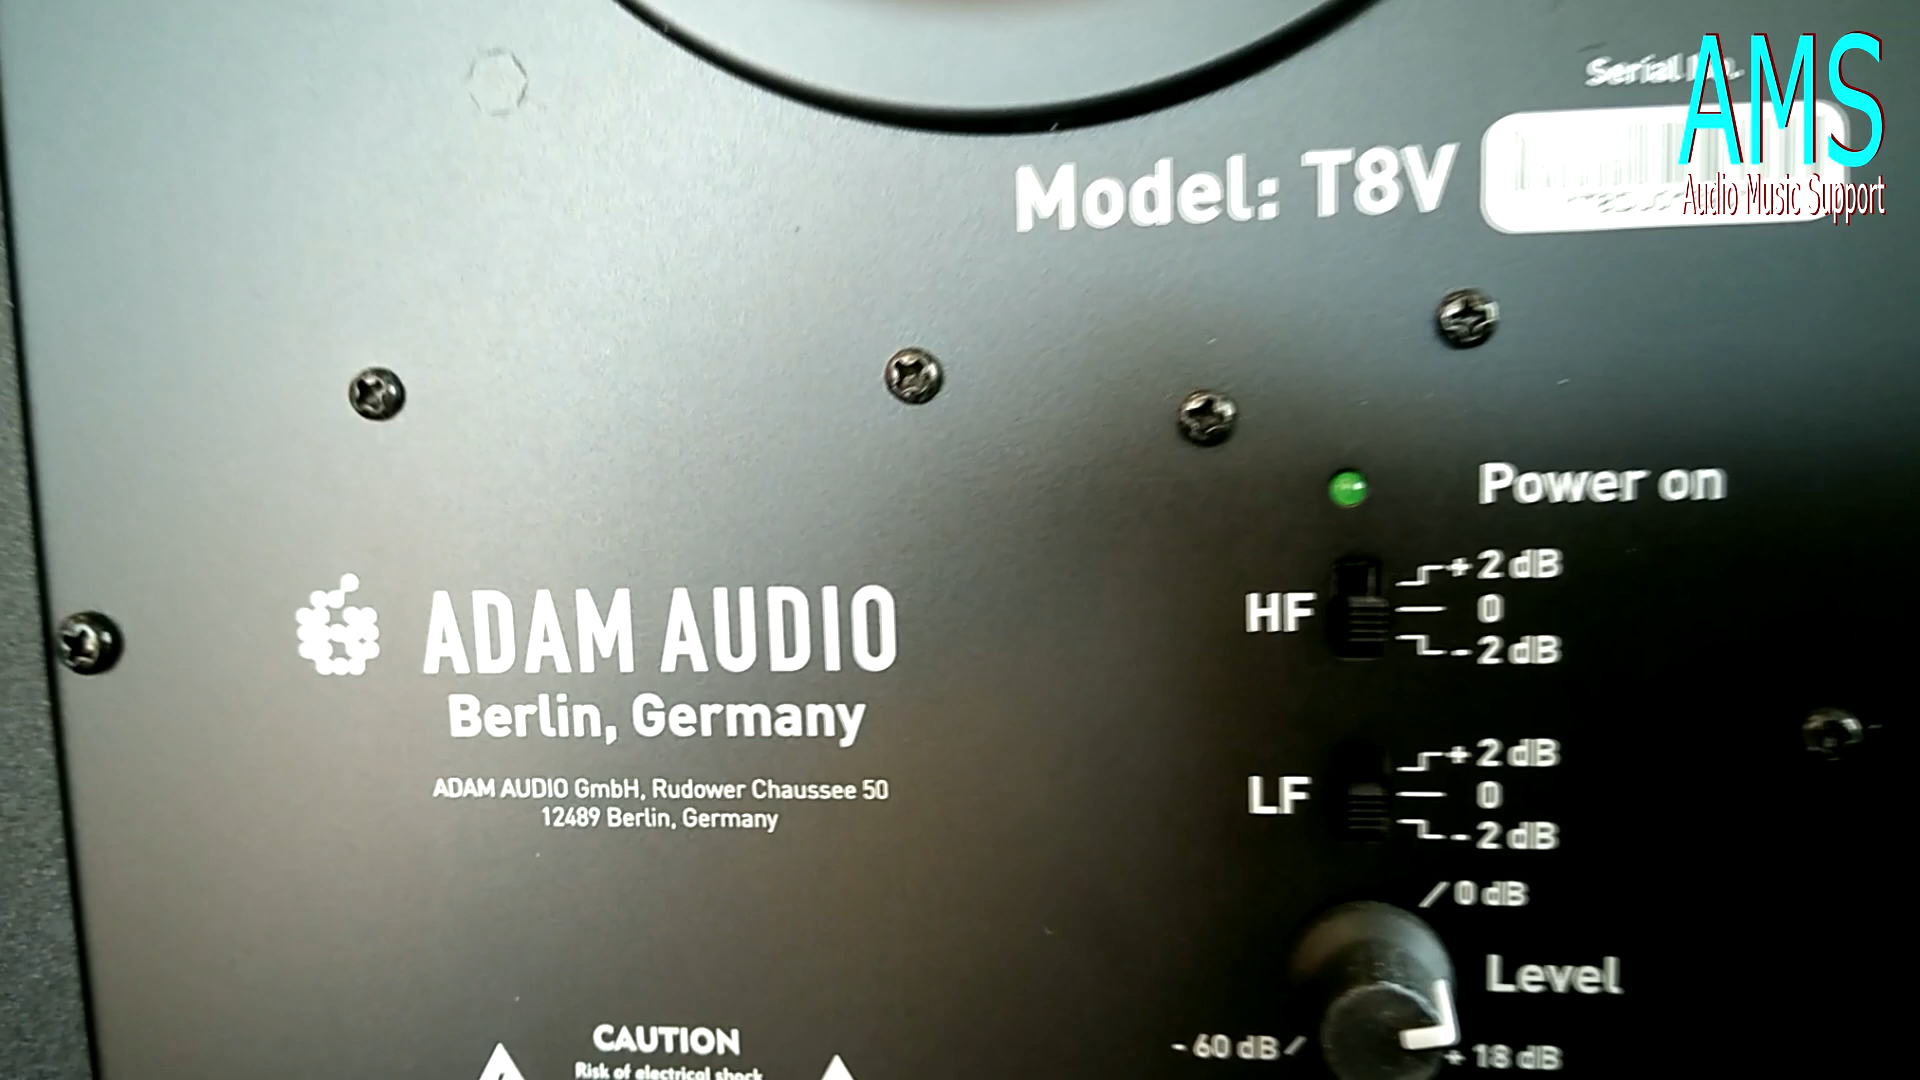 AMS
Audio Music Support
Serial No.
Model: T8V
Power on
HF
+ 2 dB
0
- 2 dB
ADAM AUDIO
Berlin, Germany
ADAM AUDIO GmbH, Rudower Chaussee 50
12489 Berlin, Germany
LF
+ 2 dB
0
- 2 dB
0 dB
Level
- 60 dB
+ 18 dB
CAUTION
Risk of electrical shock